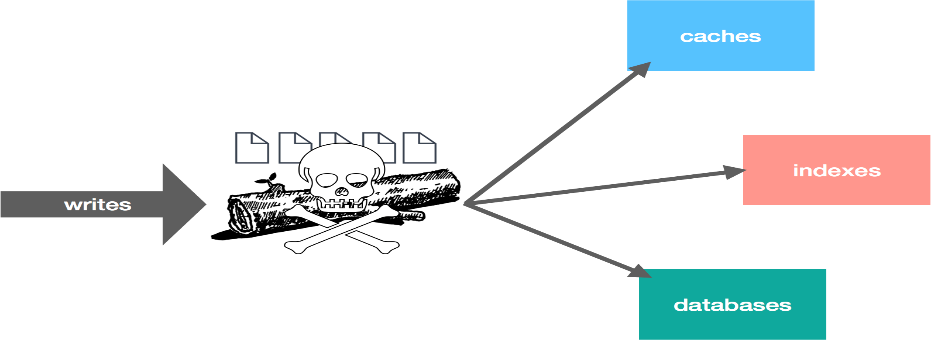 caches
indexes
writes
databases